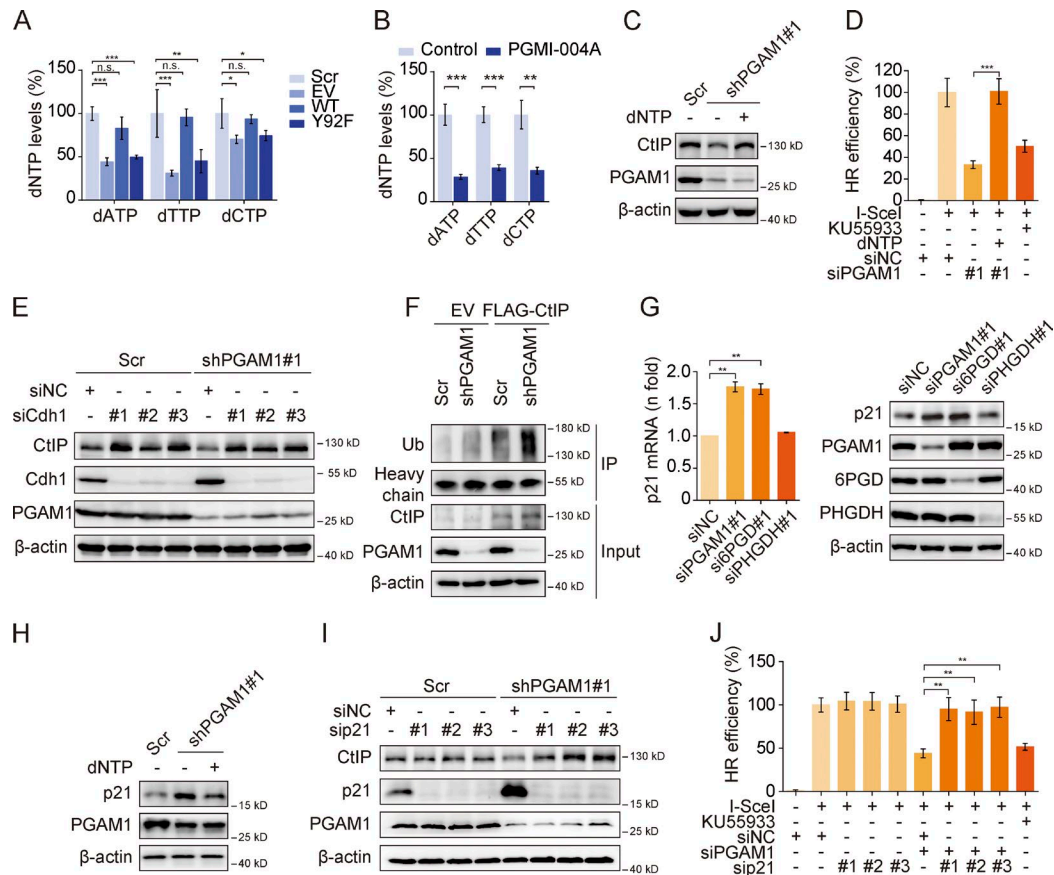 A
dNTP levels (%)
150
100
50
0
***
n.s.
***
**
n.s.
***
*
n.s.
*
Scr
EV
WT
Y92F
dATP dTTP dCTP
B
Control PGMI-004A
dNTP levels (%)
150
100
50
0
*** *** **
dATP
dTTP
dCTP
C
Scr
shPGAM1#1
dNTP - - +
CtIP 130 kD
PGAM1 25 kD
β-actin 40 kD
D
HR efficiency (%)
120
100
80
60
40
20
0
***
I-SceI - + + + +
KU55933 - - - - +
dNTP - - - + -
siNC + + - - -
siPGAM1 - - #1 #1 -
E
Scr shPGAM1#1
siNC + - - - + - - -
siCdh1 - #1 #2 #3 - #1 #2 #3
CtIP 130 kD
Cdh1 55 kD
PGAM1 25 kD
β-actin 40 kD
F
EV FLAG-CtIP
Scr
shPGAM1
Scr
shPGAM1
Ub 180 kD
130 kD
Heavy chain 55 kD
IP
CtIP 130 kD
PGAM1 25 kD
β-actin 40 kD
Input
G
p21 mRNA (n fold)
2.5
2.0
1.5
1.0
0
**
**
siNC
siPGAM1#1
si6PGD#1
siPHGDH#1
siNC
siPGAM1#1
si6PGD#1
siPHGDH#1
p21 15 kD
PGAM1 25 kD
6PGD 40 kD
PHGDH 55 kD
β-actin 40 kD
H
Scr
shPGAM1#1
dNTP - - +
p21 15 kD
PGAM1 25 kD
β-actin 40 kD
I
Scr shPGAM1#1
siNC + - - - + - - -
sip21 - #1 #2 #3 - #1 #2 #3
CtIP 130 kD
p21 15 kD
PGAM1 25 kD
β-actin 40 kD
J
HR efficiency (%)
150
100
50
0
**
**
**
I-SceI - + + + + + + + + +
KU55933 - - - - - - - - - +
siNC + + - - - + - - - -
siPGAM1 - - - - - + + + + -
sip21 - - #1 #2 #3 - #1 #2 #3 -